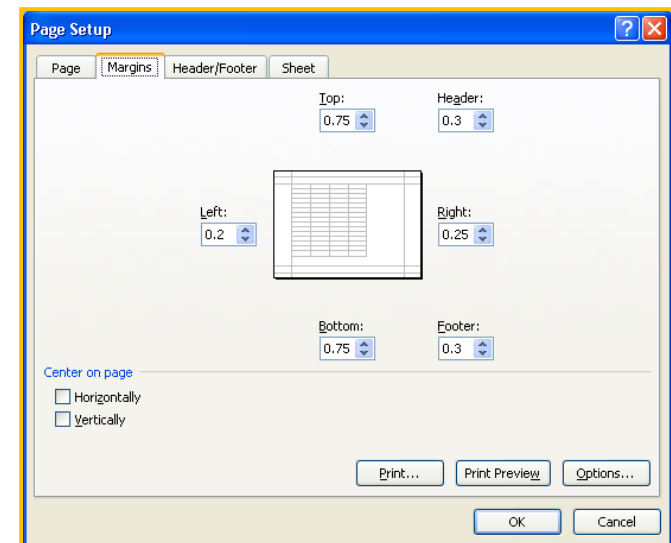 Page Setup
Page Margins Header/Footer Sheet
Top: Header:
0.75 0.3
Left: Right:
0.2 0.25
Bottom: Footer:
0.75 0.3
Center on page
Horizontally
Vertically
Print... Print Preview Options...
OK Cancel